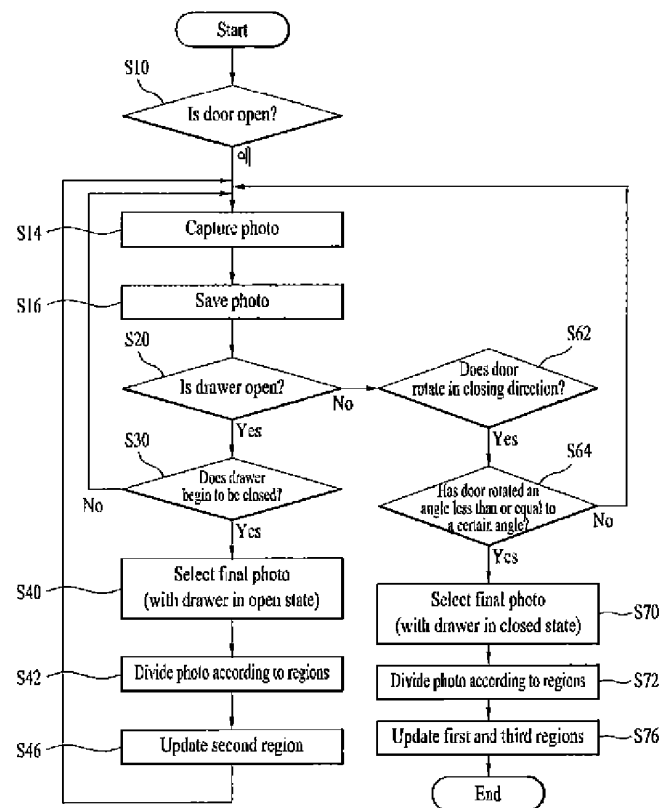 Start
S10
Is door open?
예
S14
Capture photo
S16
Save photo
S20
Is drawer open?
No
Yes
S62
Does door
rotate in closing direction?
Yes
S30
Does drawer
begin to be closed?
No
Yes
S64
Has door rotated an
angle less than or equal to
a certain angle?
No
Yes
S40
Select final photo
(with drawer in open state)
S70
Select final photo
(with drawer in closed state)
S42
Divide photo according to regions
S72
Divide photo according to regions
S46
Update second region
S76
Update first and third regions
End